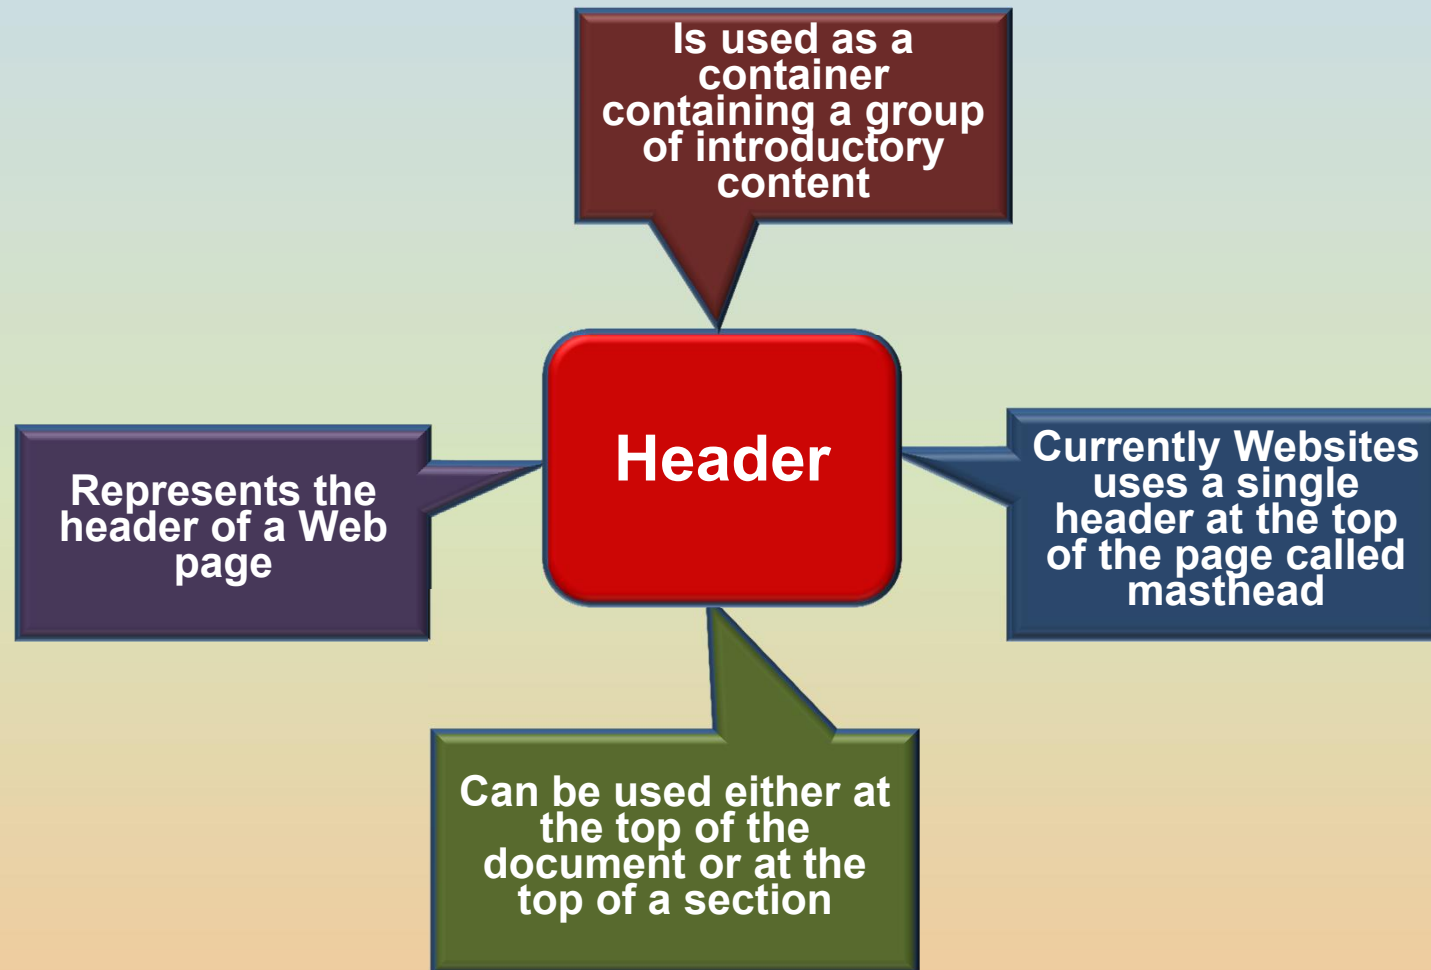 Is used as a
container
containing a group
of introductory
content
Header
Represents the
header of a Web
page
Currently Websites
uses a single
header at the top
of the page called
masthead
Can be used either at
the top of the
document or at the
top of a section